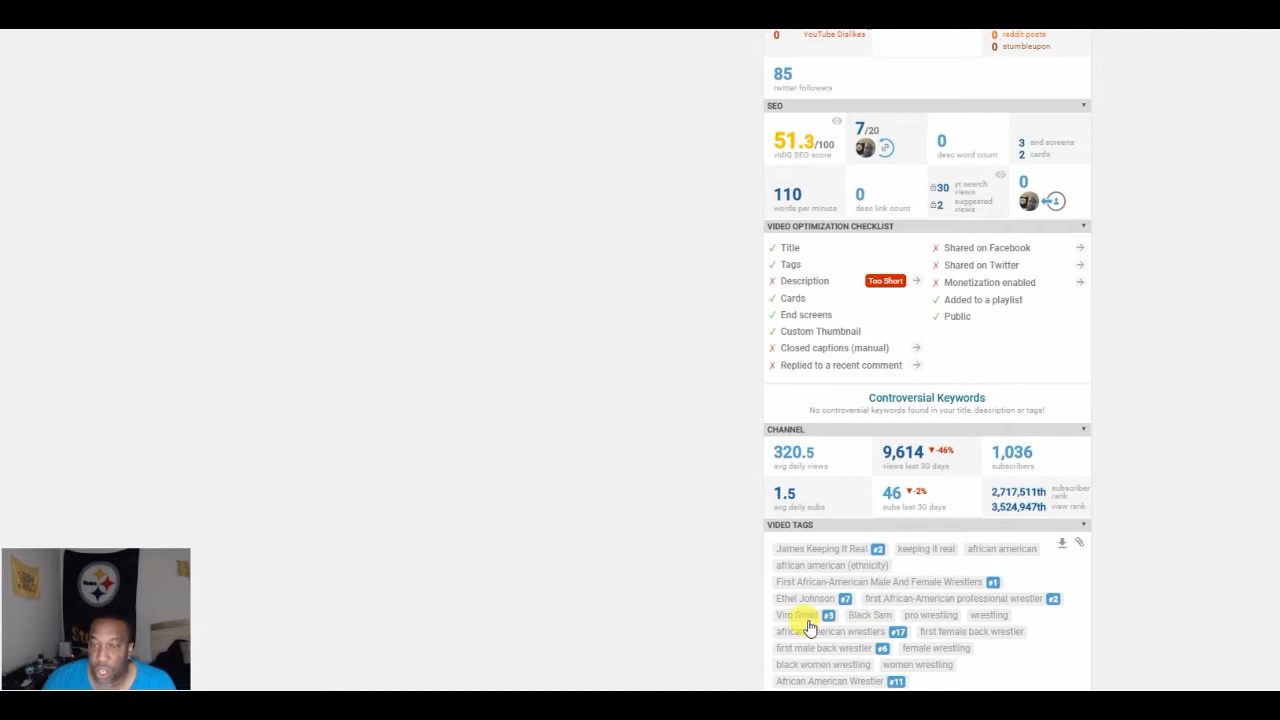 0 YouTube Dislikes
0 reddit posts
0 stumbleupon
85
twitter followers
SEO
51.3/100
vidIQ SEO score
7/20
0
desc word count
3 end screens
2 cards
110
words per minute
0
desc link count
30 yt search views
2 suggested views
0
VIDEO OPTIMIZATION CHECKLIST
✓ Title
✓ Tags
✗ Description Too Short
✓ Cards
✓ End screens
✓ Custom Thumbnail
✗ Closed captions (manual)
✗ Replied to a recent comment
✗ Shared on Facebook
✗ Shared on Twitter
✗ Monetization enabled
✓ Added to a playlist
✓ Public
Controversial Keywords
No controversial keywords found in your title, description or tags!
CHANNEL
320.5
avg daily views
9,614 ▼-46%
views last 30 days
1,036
subscribers
1.5
avg daily subs
46 ▼-2%
subs last 30 days
2,717,511th subscriber rank
3,524,947th view rank
VIDEO TAGS
James Keeping It Real #2 keeping it real african american
african american (ethnicity)
First African-American Male And Female Wrestlers #1
Ethel Johnson #7 first African-American professional wrestler #2
Viro Small #3 Black Sam pro wrestling wrestling
african american wrestlers #17 first female back wrestler
first male back wrestler #6 female wrestling
black women wrestling women wrestling
African American Wrestler #11
Steelers